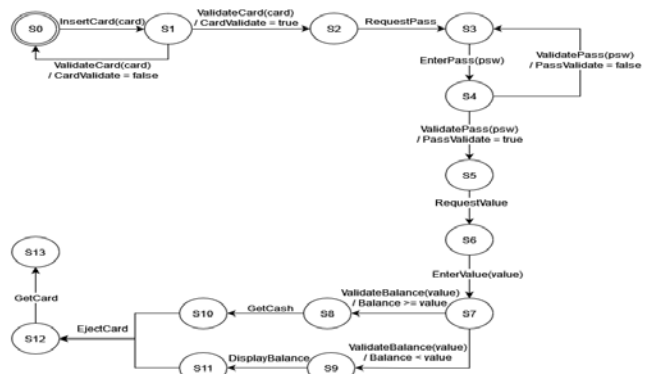 S0
InsertCard(card)
S1
ValidateCard(card)
/ CardValidate = true
S2
RequestPass
S3
ValidateCard(card)
/ CardValidate = false
EnterPass(psw)
ValidatePass(psw)
/ PassValidate = false
S4
ValidatePass(psw)
/ PassValidate = true
S5
RequestValue
S6
EnterValue(value)
S13
GetCard
S12
EjectCard
S10
GetCash
S8
ValidateBalance(value)
/ Balance >= value
S7
S11
DisplayBalance
S9
ValidateBalance(value)
/ Balance < value